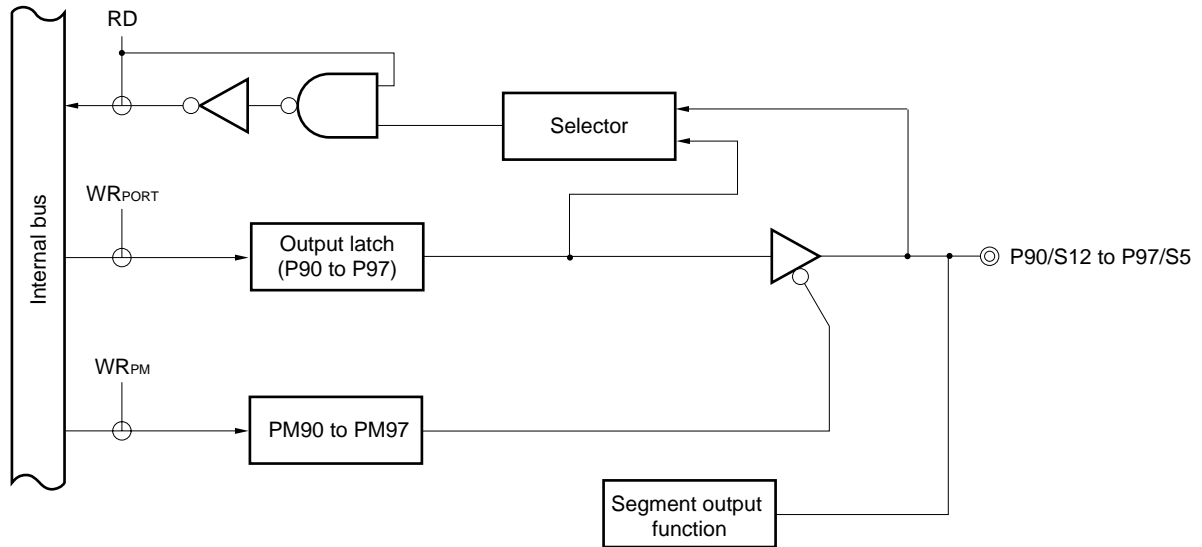 RD
Selector
Internal bus
WRPORT
Output latch
(P90 to P97)
P90/S12 to P97/S5
WRPM
PM90 to PM97
Segment output
function